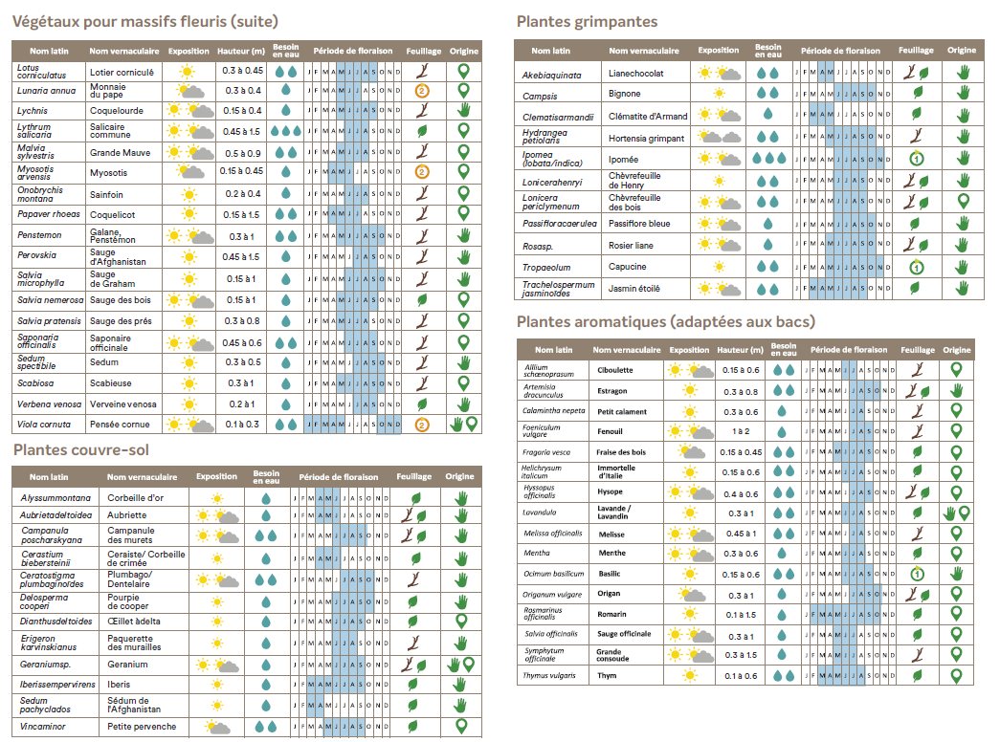 Végétaux pour massifs fleuris (suite)
Nom latin Nom vernaculaire Exposition Hauteur (m) Besoin en eau Période de floraison Feuillage Origine
Lotus corniculatus Lotier corniculé 0.3 à 0.45 J F M A M J J A S O N D
Lunaria annua Monnaie du pape 0.3 à 0.4 J F M A M J J A S O N D 2
Lychnis Coquelourde 0.15 à 0.4 J F M A M J J A S O N D
Lythrum salicaria Salicaire commune 0.45 à 1.5 J F M A M J J A S O N D
Malvia sylvestris Grande Mauve 0.5 à 0.9 J F M A M J J A S O N D
Myosotis arvensis Myosotis 0.15 à 0.45 J F M A M J J A S O N D 2
Onobrychis montana Sainfoin 0.2 à 0.4 J F M A M J J A S O N D
Papaver rhoeas Coquelicot 0.15 à 1.5 J F M A M J J A S O N D
Penstemon Galane, Penstémon 0.3 à 1 J F M A M J J A S O N D
Perovskia Sauge d'Afghanistan 0.45 à 1.5 J F M A M J J A S O N D
Salvia microphylla Sauge de Graham 0.15 à 1 J F M A M J J A S O N D
Salvia nemerosa Sauge des bois 0.15 à 1 J F M A M J J A S O N D
Salvia pratensis Sauge des prés 0.3 à 0.8 J F M A M J J A S O N D
Saponaria officinalis Saponaire officinale 0.45 à 0.6 J F M A M J J A S O N D
Sedum spectibile Sedum 0.3 à 0.5 J F M A M J J A S O N D
Scabiosa Scabieuse 0.3 à 1 J F M A M J J A S O N D
Verbena venosa Verveine venosa 0.2 à 1 J F M A M J J A S O N D
Viola cornuta Pensée cornue 0.1 à 0.3 J F M A M J J A S O N D 2
Plantes couvre-sol
Nom latin Nom vernaculaire Exposition Besoin en eau Période de floraison Feuillage Origine
Alyssummontana Corbeille d'or J F M A M J J A S O N D
Aubrietadeltoidea Aubriette J F M A M J J A S O N D
Campanula poscharskyana Campanule des murets J F M A M J J A S O N D
Cerastium biebersteinii Ceraiste/ Corbeille de crimée J F M A M J J A S O N D
Ceratostigma plumbaginoïdes Plumbago/ Dentelaire J F M A M J J A S O N D
Delosperma cooperi Pourpie de cooper J F M A M J J A S O N D
Dianthusdeltoides Œillet àdelta J F M A M J J A S O N D
Erigeron karvinskianus Paquerette des murailles J F M A M J J A S O N D
Geraniumsp. Geranium J F M A M J J A S O N D
Iberissempervirens Iberis J F M A M J J A S O N D
Sedum pachyclados Sédum de l'Afghanistan J F M A M J J A S O N D
Vincaminor Petite pervenche J F M A M J J A S O N D
Plantes grimpantes
Nom latin Nom vernaculaire Exposition Besoin en eau Période de floraison Feuillage Origine
Akebiaquinata Lianechocolat J F M A M J J A S O N D
Campsis Bignone J F M A M J J A S O N D
Clematisarmandii Clématite d'Armand J F M A M J J A S O N D
Hydrangea petiolaris Hortensia grimpant J F M A M J J A S O N D
Ipomea (lobata/indica) Ipomée J F M A M J J A S O N D 1
Lonicerahenryi Chèvrefeuille de Henry J F M A M J J A S O N D
Lonicera periclymenum Chèvrefeuille des bois J F M A M J J A S O N D
Passifloracaerulea Passiflore bleue J F M A M J J A S O N D
Rosasp. Rosier liane J F M A M J J A S O N D
Tropaeolum Capucine J F M A M J J A S O N D 1
Trachelospermum jasminoïdes Jasmin étoilé J F M A M J J A S O N D
Plantes aromatiques (adaptées aux bacs)
Nom latin Nom vernaculaire Exposition Hauteur (m) Besoin en eau Période de floraison Feuillage Origine
Allium schœnoprasum Ciboulette 0.15 à 0.6 J F M A M J J A S O N D
Artemisia dracunculus Estragon 0.3 à 0.8 J F M A M J J A S O N D
Calamintha nepeta Petit calament 0.3 à 0.6 J F M A M J J A S O N D
Foeniculum vulgare Fenouil 1 à 2 J F M A M J J A S O N D
Fragaria vesca Fraise des bois 0.15 à 0.45 J F M A M J J A S O N D
Helichrysum italicum Immortelle d'Italie 0.15 à 0.6 J F M A M J J A S O N D
Hyssopus officinalis Hysope 0.4 à 0.6 J F M A M J J A S O N D
Lavandula Lavande / Lavandin 0.3 à 1 J F M A M J J A S O N D
Melissa officinalis Melisse 0.45 à 1 J F M A M J J A S O N D
Mentha Menthe 0.3 à 0.6 J F M A M J J A S O N D
Ocimum basilicum Basilic 0.15 à 0.6 J F M A M J J A S O N D 1
Origanum vulgare Origan 0.3 à 1 J F M A M J J A S O N D
Rosmarinus officinalis Romarin 0.1 à 1.5 J F M A M J J A S O N D
Salvia officinalis Sauge officinale 0.3 à 1 J F M A M J J A S O N D
Symphytum officinale Grande consoude 0.3 à 1.5 J F M A M J J A S O N D
Thymus vulgaris Thym 0.1 à 0.6 J F M A M J J A S O N D